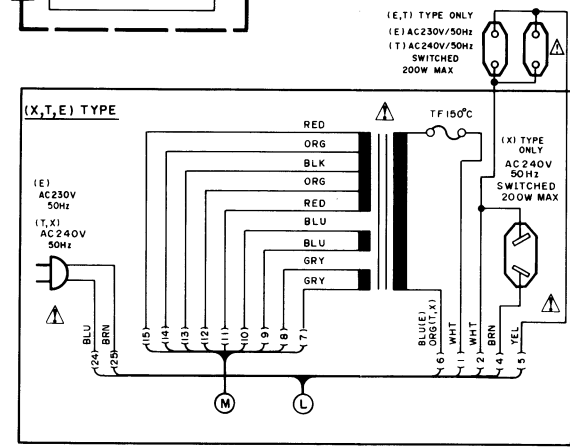 (E,T) TYPE ONLY
(E) AC230V/50Hz
(T) AC240V/50Hz
SWITCHED
200W MAX
(X,T,E) TYPE
TF150°C
RED
ORG
BLK
ORG
RED
BLU
BLU
GRY
GRY
(X) TYPE
ONLY
AC240V
50Hz
SWITCHED
200W MAX
(E)
AC230V
50Hz
(T,X)
AC240V
50Hz
BLU
BRN
(24)
(25)
(15)
(14)
(13)
(12)
(11)
(10)
9
8
7
BLU(E)
ORG(T,X)
WHT
WHT
BRN
YEL
6
1
2
4
5
M
L